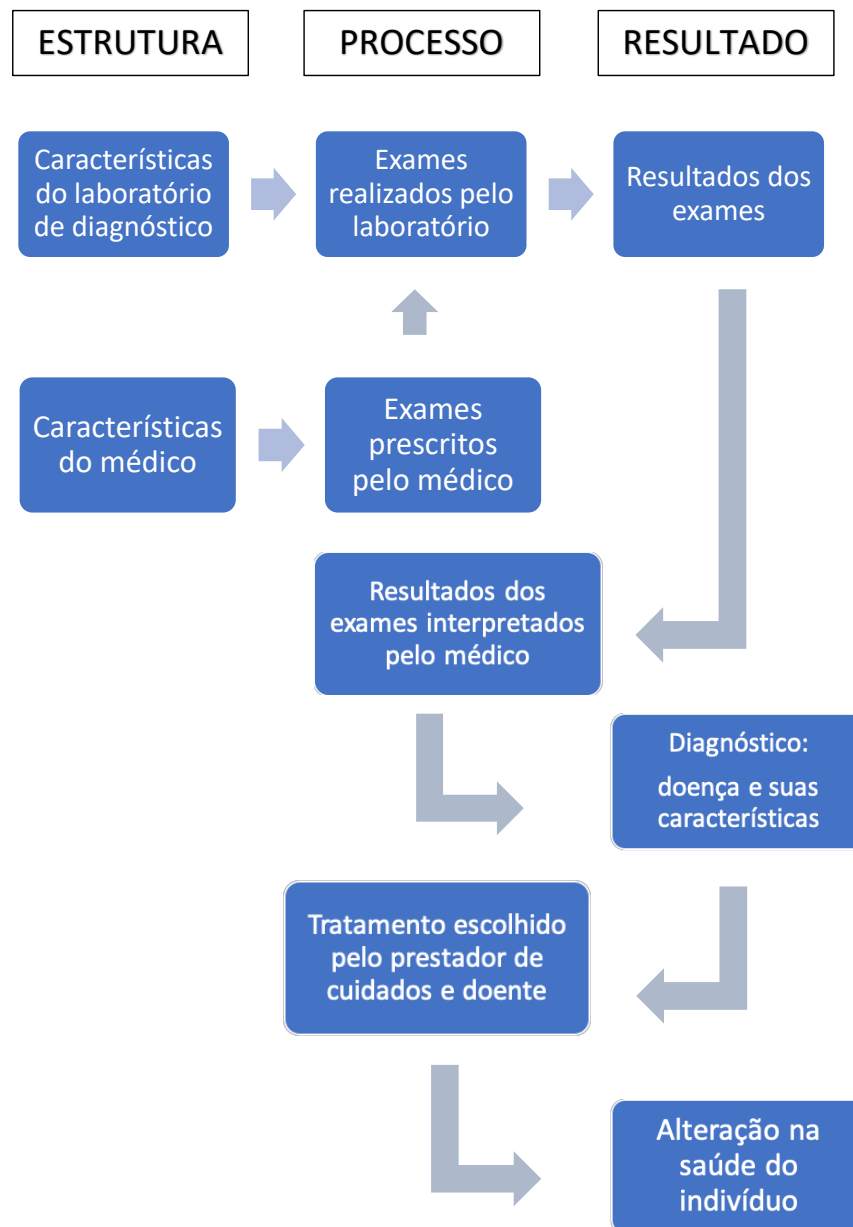 ESTRUTURA
PROCESSO
RESULTADO
Característísticas
do laboratório
de diagnóstico
Exames
realizados pelo
laboratório
Resultados dos
exames
Característísticas
do médico
Exames
prescritos
pelo médico
Resultados dos
exames interpretados
pelo médico
Diagnóstico:
doença e suas
características
Tratamento escolhido
pelo prestador de
cuidados e doente
Alteração na
saúde do
indivíduo